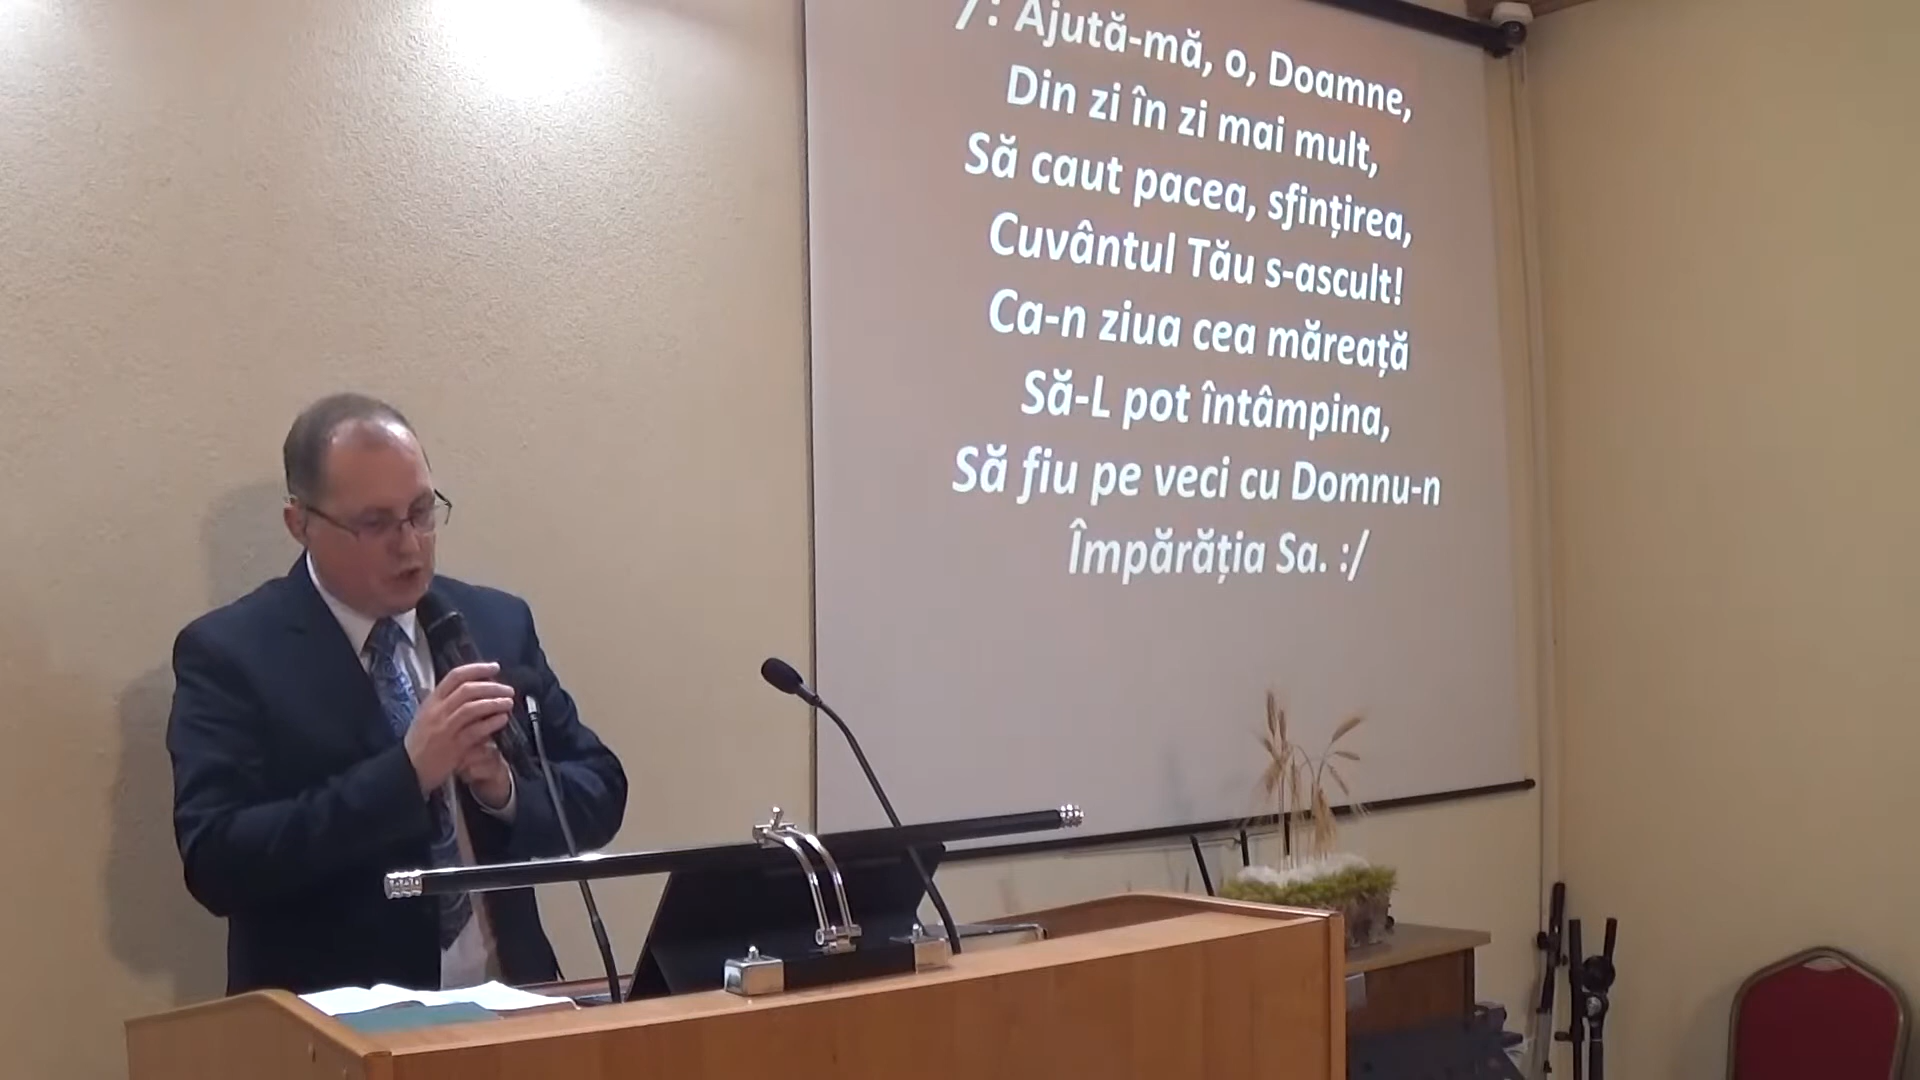 /: Ajută-mă, o, Doamne,
Din zi în zi mai mult,
Să caut pacea, sfințirea,
Cuvântul Tău s-ascult!
Ca-n ziua cea măreață
Să-L pot întâmpina,
Să fiu pe veci cu Domnu-n
Împărăția Sa. :/